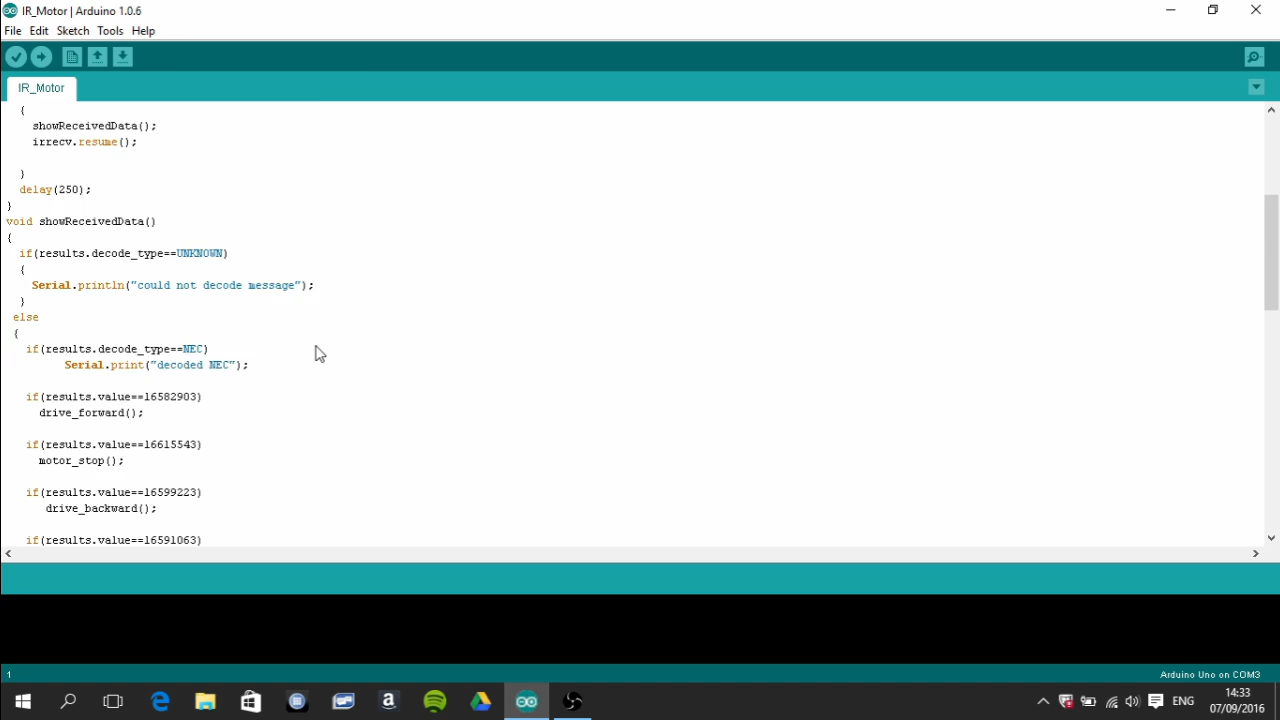 IR_Motor | Arduino 1.0.6
File Edit Sketch Tools Help
IR_Motor
{
showReceivedData();
irrecv.resume();
}
delay(250);
}
void showReceivedData()
{
if(results.decode_type==UNKNOWN)
{
Serial.println("could not decode message");
}
else
{
if(results.decode_type==NEC)
Serial.print("decoded NEC");
if(results.value==16582903)
drive_forward();
if(results.value==16615543)
motor_stop();
if(results.value==16599223)
drive_backward();
if(results.value==16591063)
1
Arduino Uno on COM3
ENG
14:33
07/09/2016